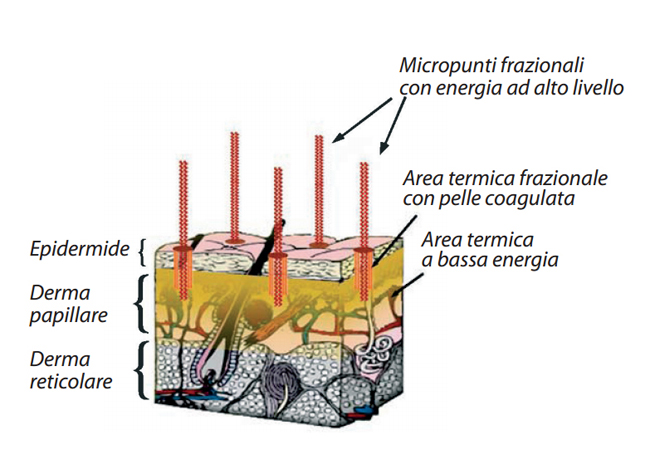 Micropunti frazionali
con energia ad alto livello
Area termica frazionale
con pelle coagulata
Area termica
a bassa energia
Epidermide
Derma
papillare
Derma
reticolare